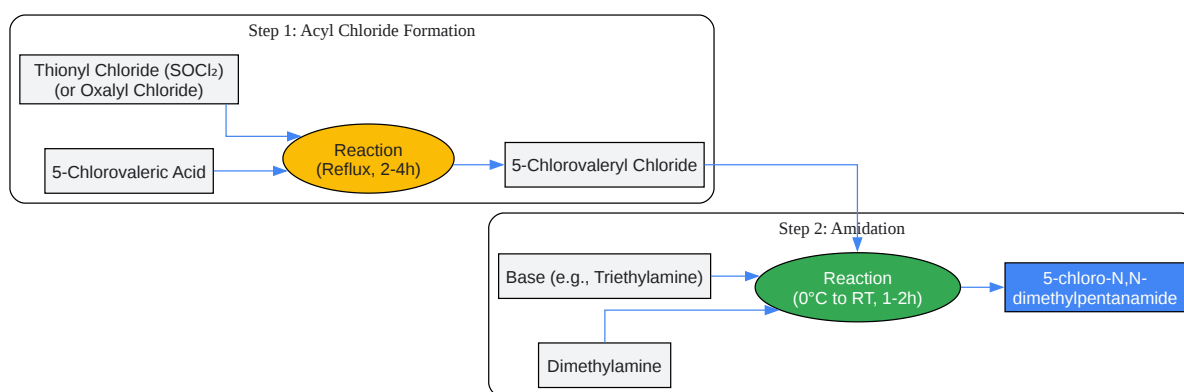 Step 1: Acyl Chloride Formation
Thionyl Chloride (SOCl₂)
(or Oxalyl Chloride)
5-Chlorovaleric Acid
Reaction
(Reflux, 2-4h)
5-Chlorovaleryl Chloride
Step 2: Amidation
Base (e.g., Triethylamine)
Dimethylamine
Reaction
(0°C to RT, 1-2h)
5-chloro-N,N-
dimethylpentanamide